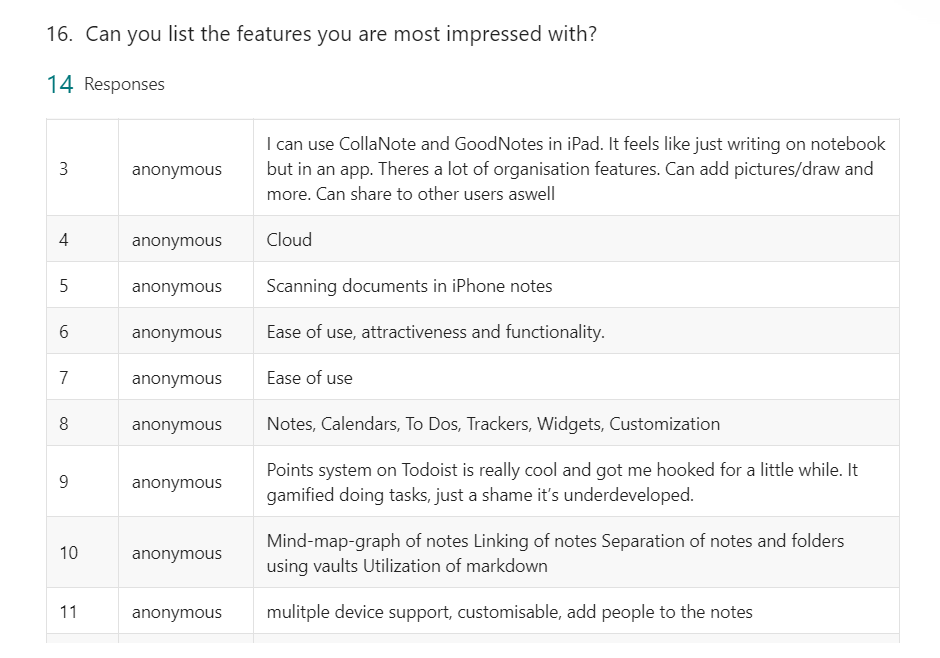 16. Can you list the features you are most impressed with?
14 Responses
3 anonymous I can use CollaNote and GoodNotes in iPad. It feels like just writing on notebook
but in an app. Theres a lot of organisation features. Can add pictures/draw and
more. Can share to other users aswell
4 anonymous Cloud
5 anonymous Scanning documents in iPhone notes
6 anonymous Ease of use, attractiveness and functionality.
7 anonymous Ease of use
8 anonymous Notes, Calendars, To Dos, Trackers, Widgets, Customization
9 anonymous Points system on Todoist is really cool and got me hooked for a little while. It
gamified doing tasks, just a shame it’s underdeveloped.
10 anonymous Mind-map-graph of notes Linking of notes Separation of notes and folders
using vaults Utilization of markdown
11 anonymous mulitple device support, customisable, add people to the notes